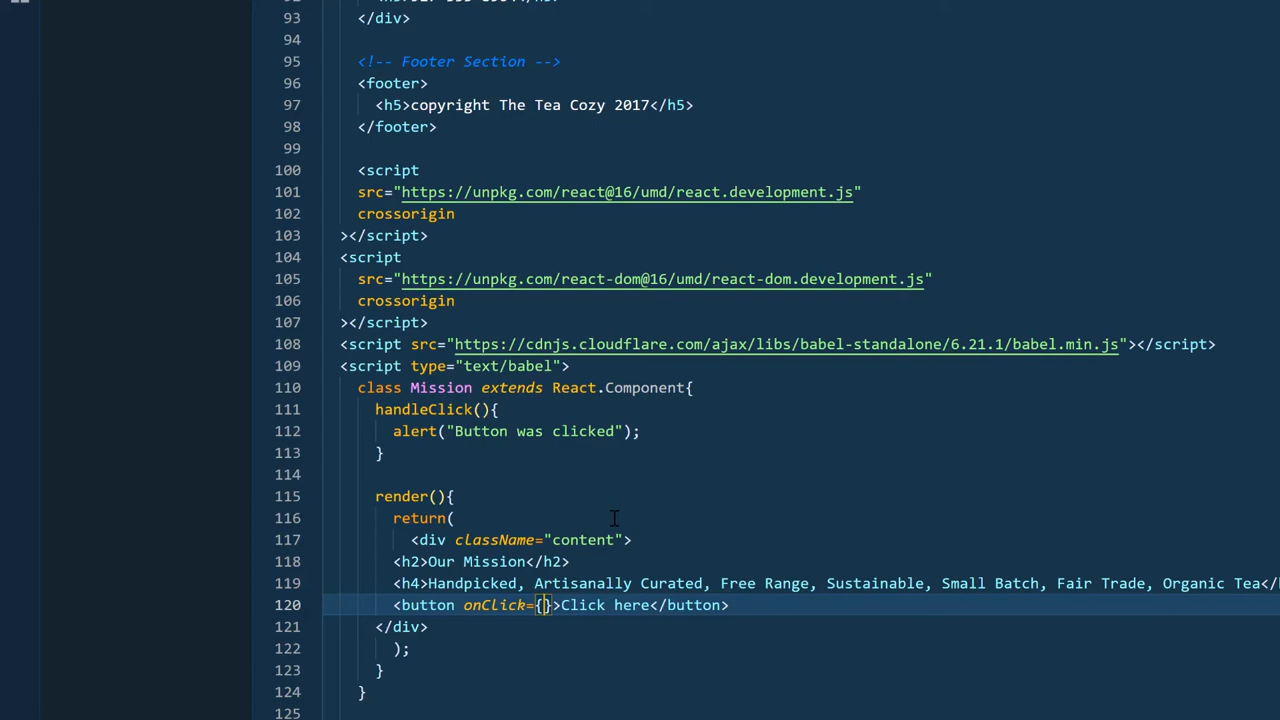 93 </div>
94
95 <!-- Footer Section -->
96 <footer>
97 <h5>copyright The Tea Cozy 2017</h5>
98 </footer>
99
100 <script
101 src="https://unpkg.com/react@16/umd/react.development.js"
102 crossorigin
103 ></script>
104 <script
105 src="https://unpkg.com/react-dom@16/umd/react-dom.development.js"
106 crossorigin
107 ></script>
108 <script src="https://cdnjs.cloudflare.com/ajax/libs/babel-standalone/6.21.1/babel.min.js"></script>
109 <script type="text/babel">
110 class Mission extends React.Component{
111 handleClick(){
112 alert("Button was clicked");
113 }
114
115 render(){
116 return(
117 <div className="content">
118 <h2>Our Mission</h2>
119 <h4>Handpicked, Artisanally Curated, Free Range, Sustainable, Small Batch, Fair Trade, Organic Tea</
120 <button onClick={}>Click here</button>
121 </div>
122 );
123 }
124 }
125